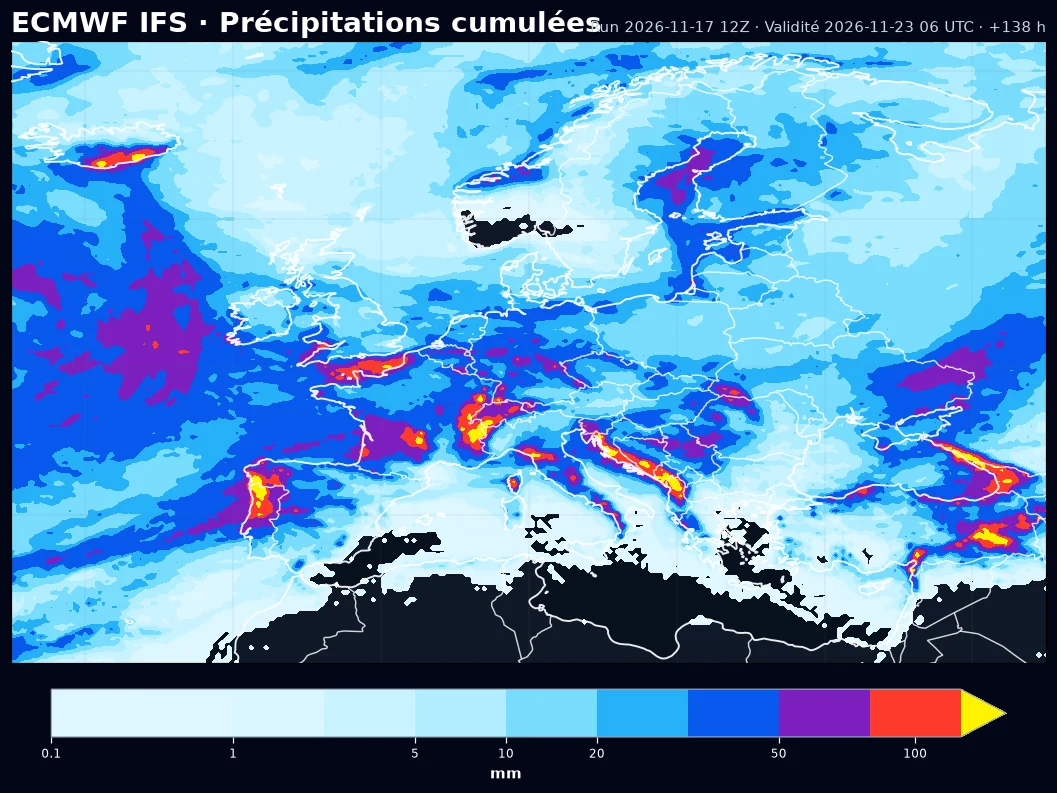 ECMWF IFS · Précipitations cumulées
Run 2026-11-17 12Z · Validité 2026-11-23 06 UTC · +138 h
0.1 1 5 10 20 50 100
mm